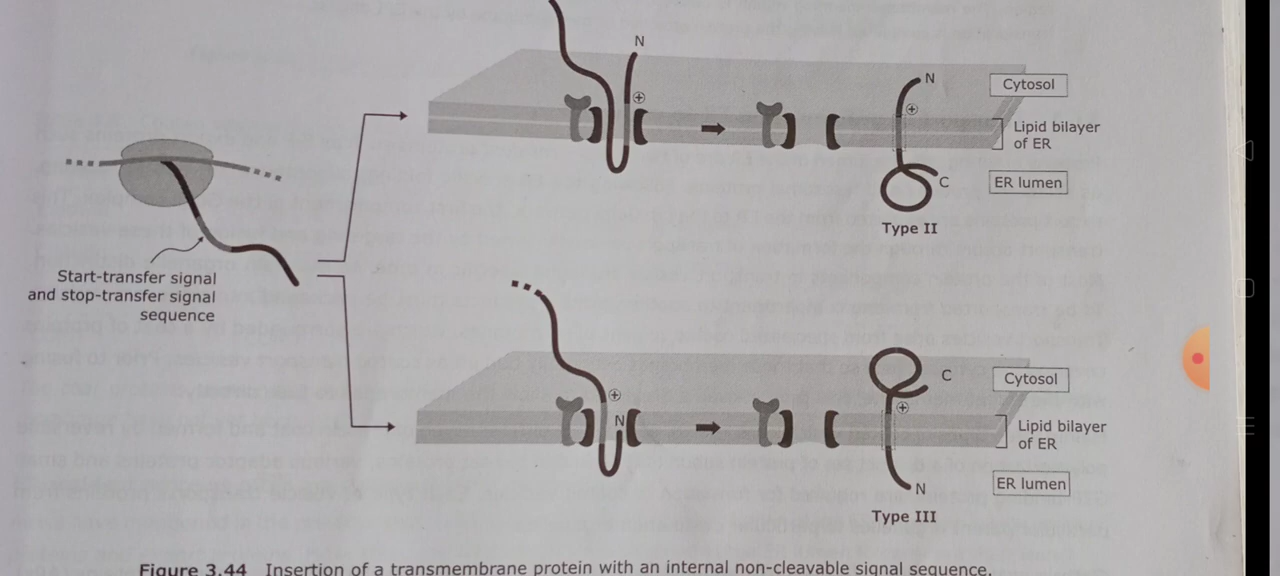 N
⊕
N
⊕
C
Cytosol
Lipid bilayer
of ER
ER lumen
Type II
Start-transfer signal
and stop-transfer signal
sequence
⊕
N
C
⊕
N
Cytosol
Lipid bilayer
of ER
ER lumen
Type III
Figure 3.44 Insertion of a transmembrane protein with an internal non-cleavable signal sequence.